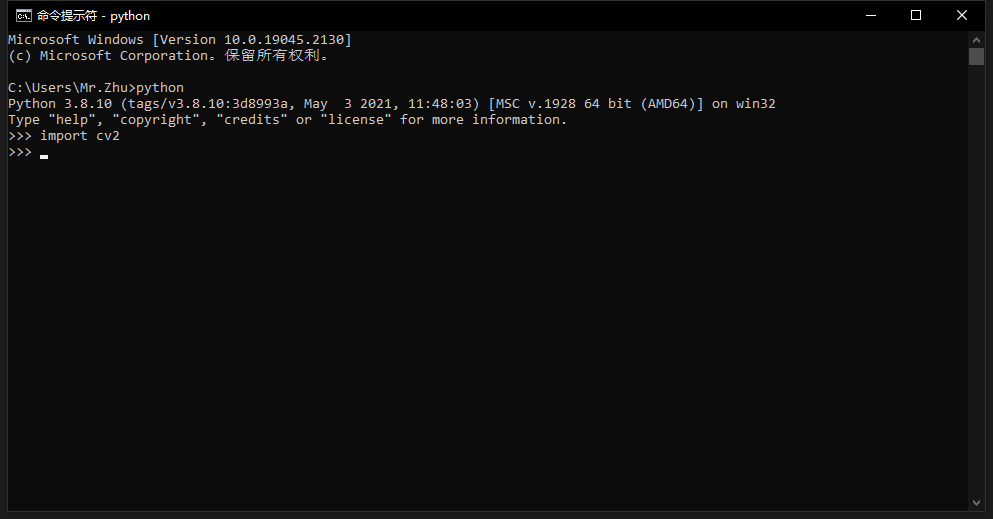 命令提示符 - python
Microsoft Windows [Version 10.0.19045.2130]
(c) Microsoft Corporation。保留所有权利。
C:\Users\Mr.Zhu>python
Python 3.8.10 (tags/v3.8.10:3d8993a, May  3 2021, 11:48:03) [MSC v.1928 64 bit (AMD64)] on win32
Type "help", "copyright", "credits" or "license" for more information.
>>> import cv2
>>>